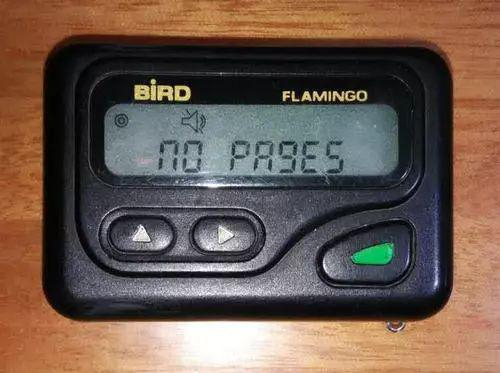 BiRD FLAMINGO
NO PAGES